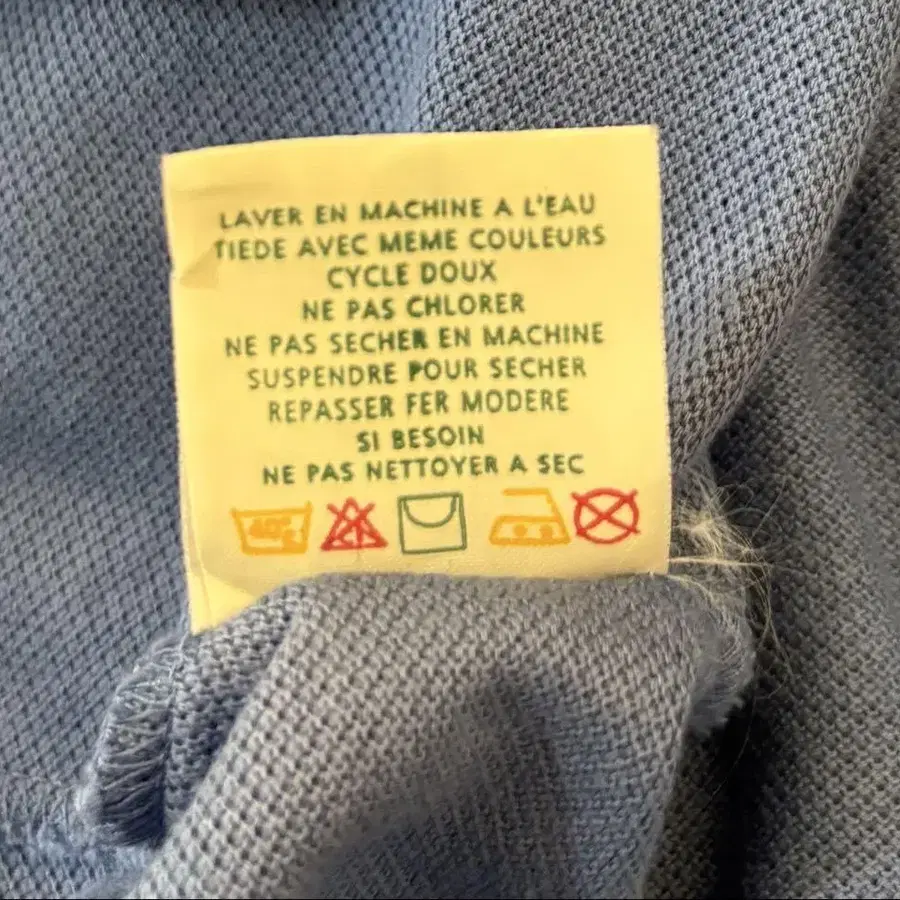 LAVER EN MACHINE A L'EAU
TIEDE AVEC MEME COULEURS
CYCLE DOUX
NE PAS CHLORER
NE PAS SECHER EN MACHINE
SUSPENDRE POUR SECHER
REPASSER FER MODERE
SI BESOIN
NE PAS NETTOYER A SEC
40°c